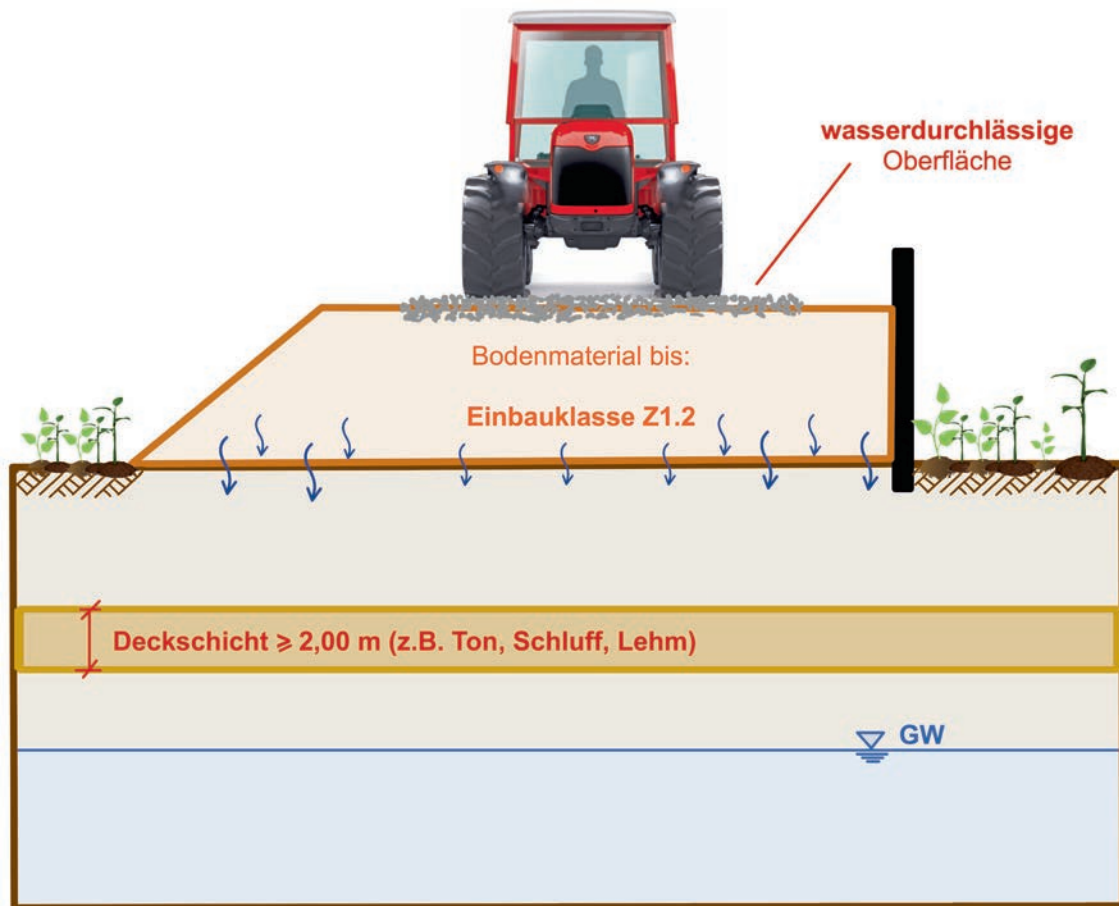 wasserdurchlässige
Oberfläche
Bodenmaterial bis:
Einbauklasse Z1.2
Deckschicht ⩾ 2,00 m (z.B. Ton, Schluff, Lehm)
GW